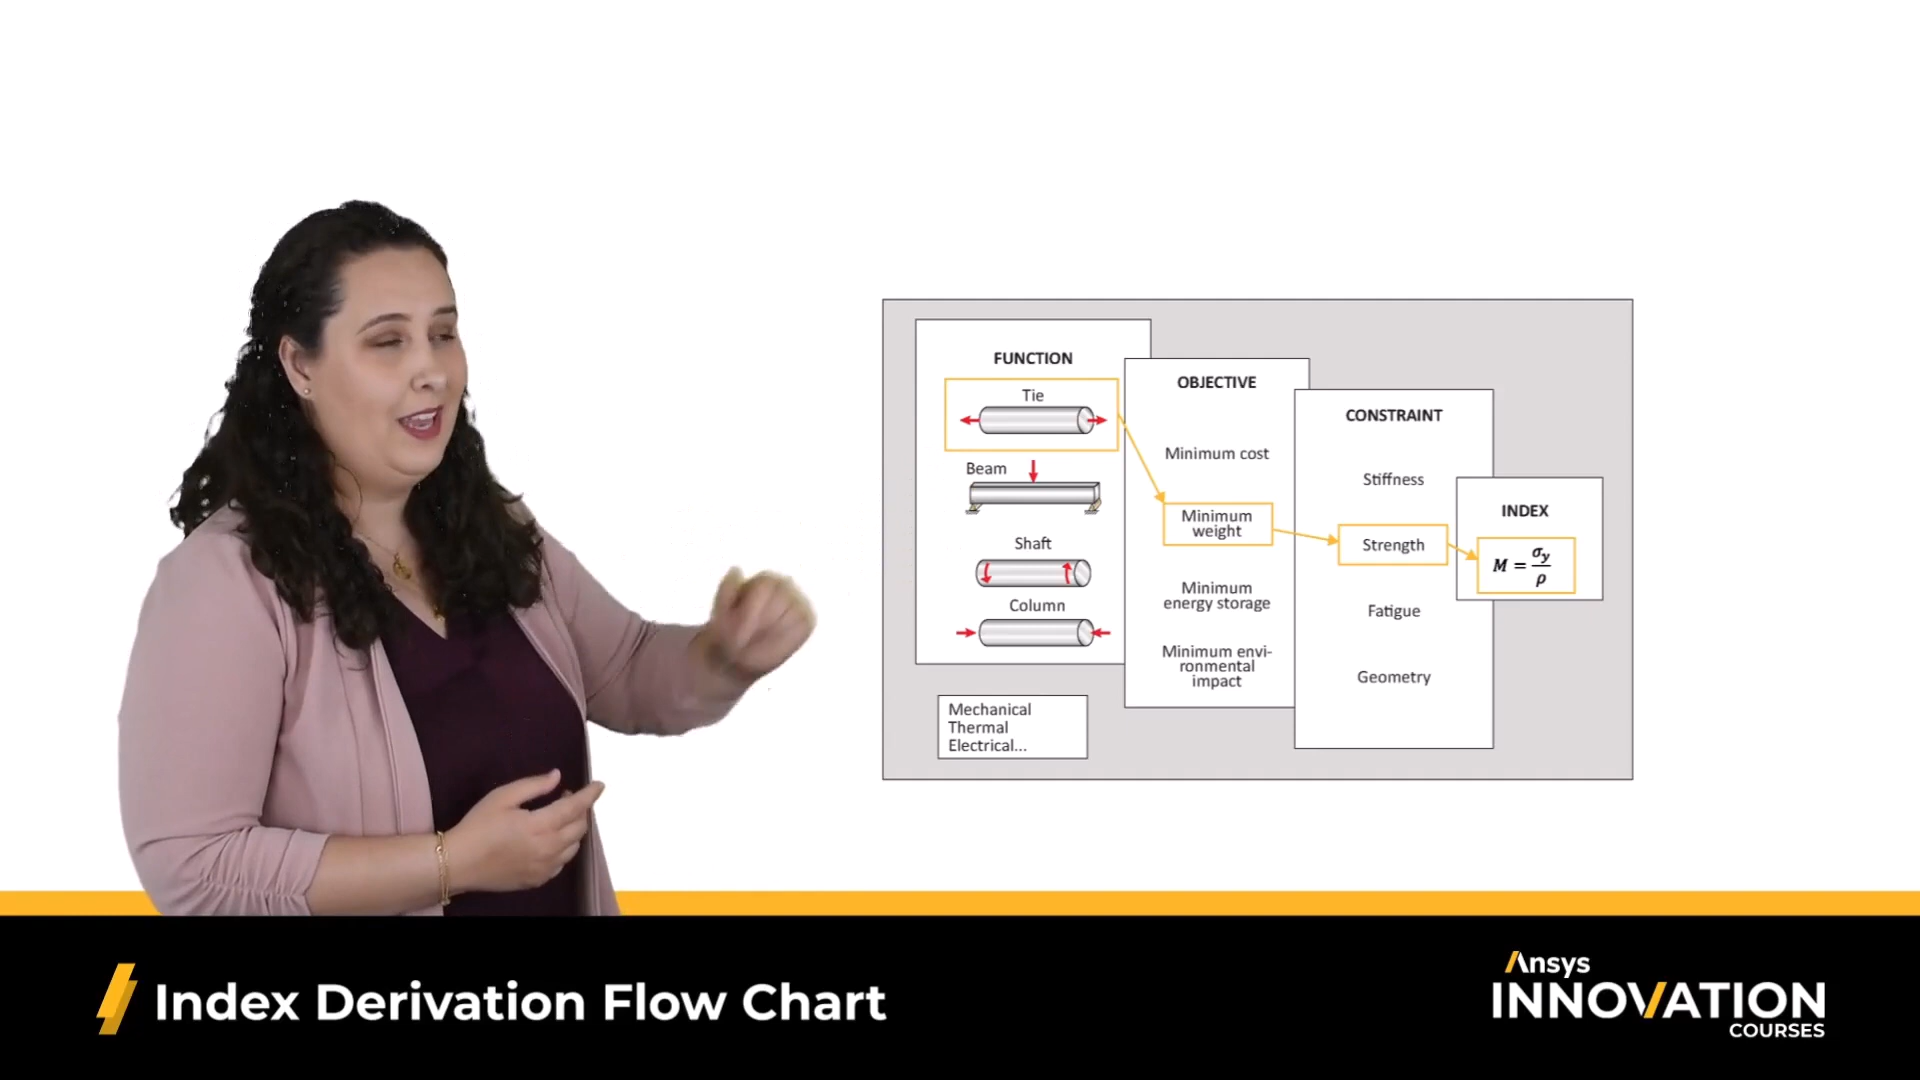 FUNCTION
Tie
Beam
Shaft
Column
Mechanical
Thermal
Electrical...
OBJECTIVE
Minimum cost
Minimum
weight
Minimum
energy storage
Minimum envi-
ronmental
impact
CONSTRAINT
Stiffness
Strength
Fatigue
Geometry
INDEX
M = σy/ρ
Index Derivation Flow Chart
Ansys
INNOVATION
COURSES